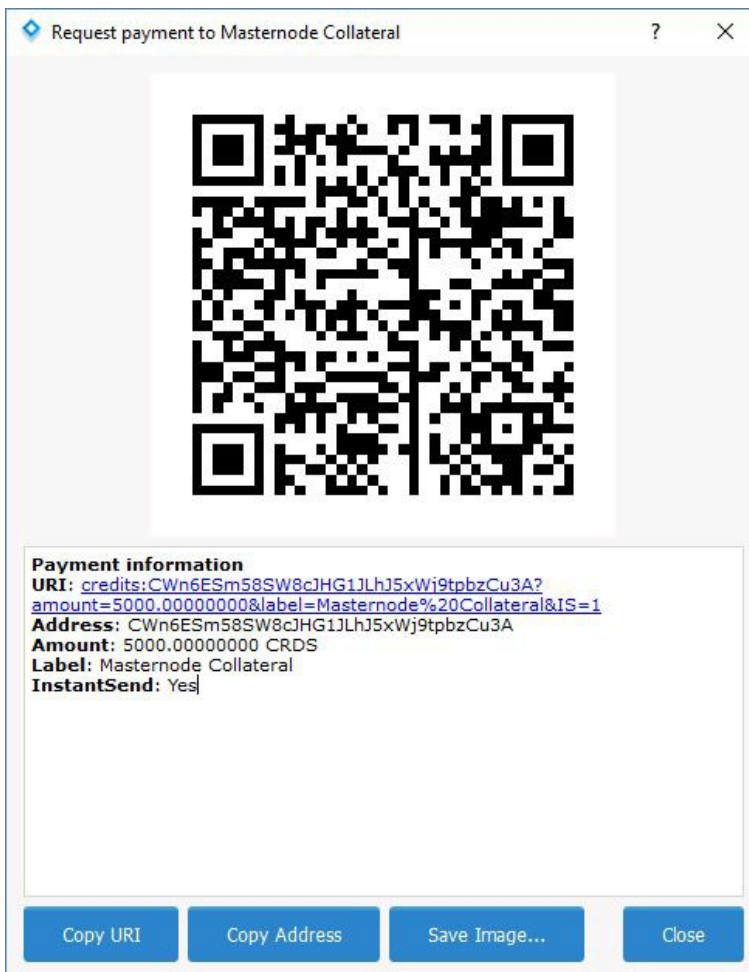 Request payment to Masternode Collateral
?
Payment information
URI: credits:CWn6ESm58SW8cJHG1JLhJ5xWj9tpbzCu3A?
amount=5000.00000000&label=Masternode%20Collateral&IS=1
Address: CWn6ESm58SW8cJHG1JLhJ5xWj9tpbzCu3A
Amount: 5000.00000000 CRDS
Label: Masternode Collateral
InstantSend: Yes
Copy URI
Copy Address
Save Image...
Close